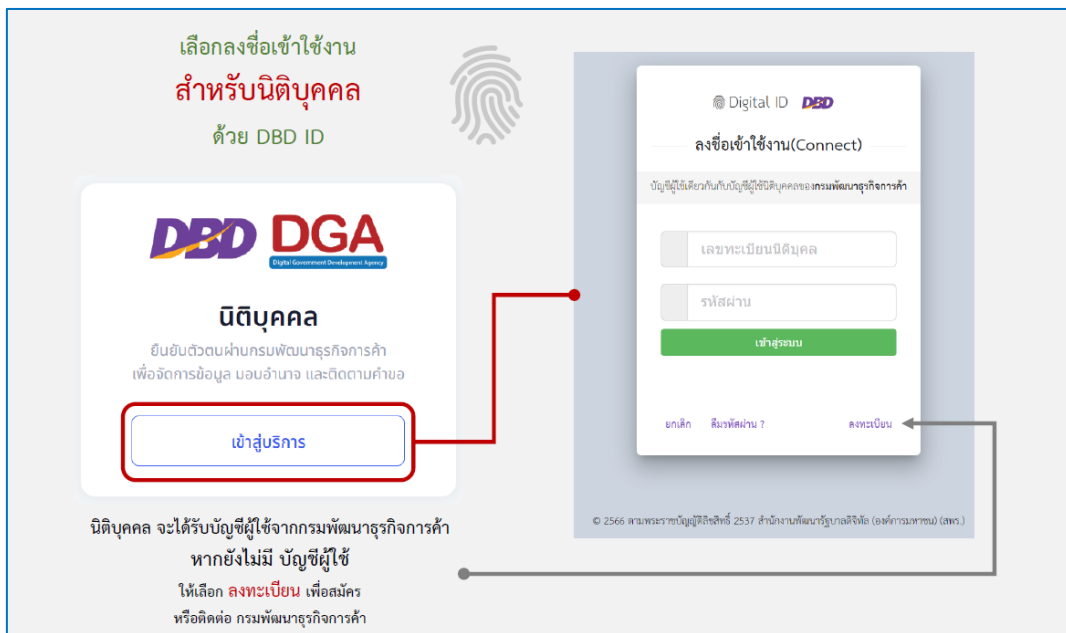 เลือกลงชื่อเข้าใช้งาน
สำหรับนิติบุคคล
ด้วย DBD ID
DBD DGA
Digital Government Development Agency
นิติบุคคล
ยืนยันตัวตนผ่านกรมพัฒนาธุรกิจการค้า
เพื่อจัดการข้อมูล มอบอำนาจ และติดตามคำขอ
เข้าสู่บริการ
นิติบุคคล จะได้รับบัญชีผู้ใช้จากกรมพัฒนาธุรกิจการค้า
หากยังไม่มี บัญชีผู้ใช้
ให้เลือก ลงทะเบียน เพื่อสมัคร
หรือติดต่อ กรมพัฒนาธุรกิจการค้า
Digital ID DBD
ลงชื่อเข้าใช้งาน(Connect)
บัญชีผู้ใช้เดียวกันกับบัญชีผู้ใช้นิติบุคคลของกรมพัฒนาธุรกิจการค้า
เลขทะเบียนนิติบุคล
รหัสผ่าน
เข้าสู่ระบบ
ยกเลิก ลืมรหัสผ่าน ? ลงทะเบียน
© 2566 ตามพระราชบัญญัติลิขสิทธิ์ 2537 สำนักงานพัฒนารัฐบาลดิจิทัล (องค์การมหาชน) (สพร.)